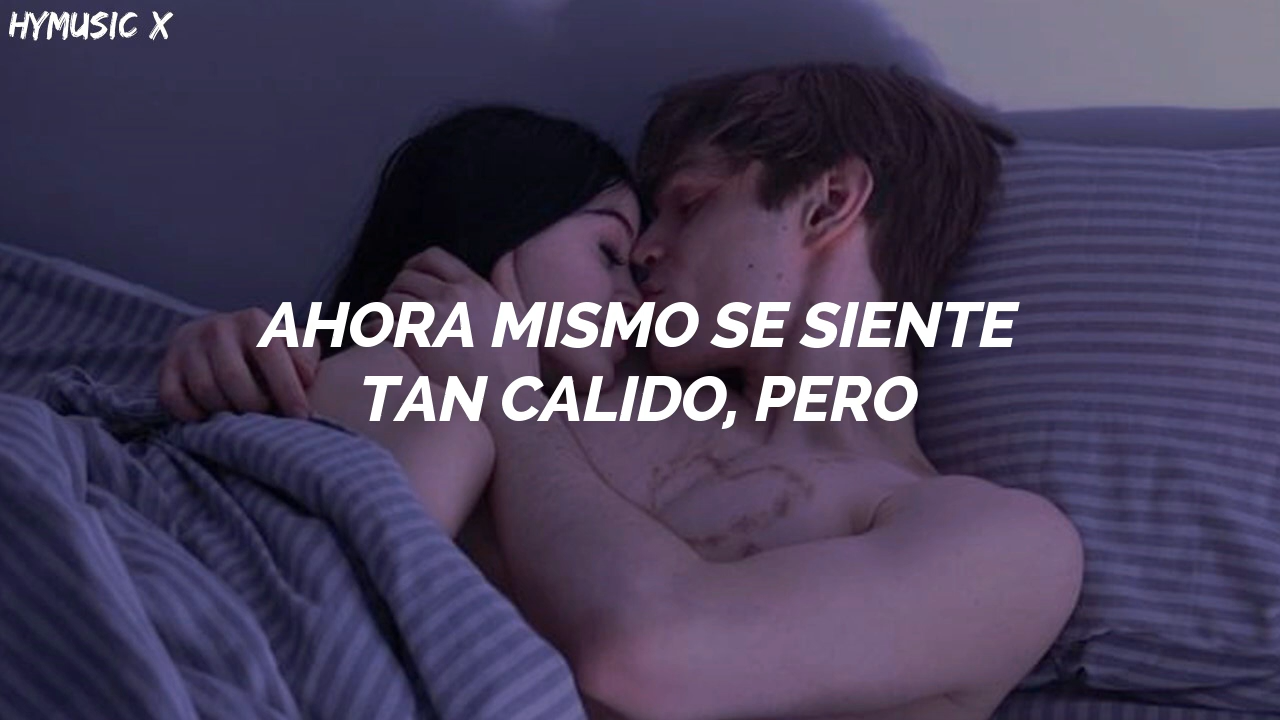 HYMUSIC X
AHORA MISMO SE SIENTE
TAN CALIDO, PERO